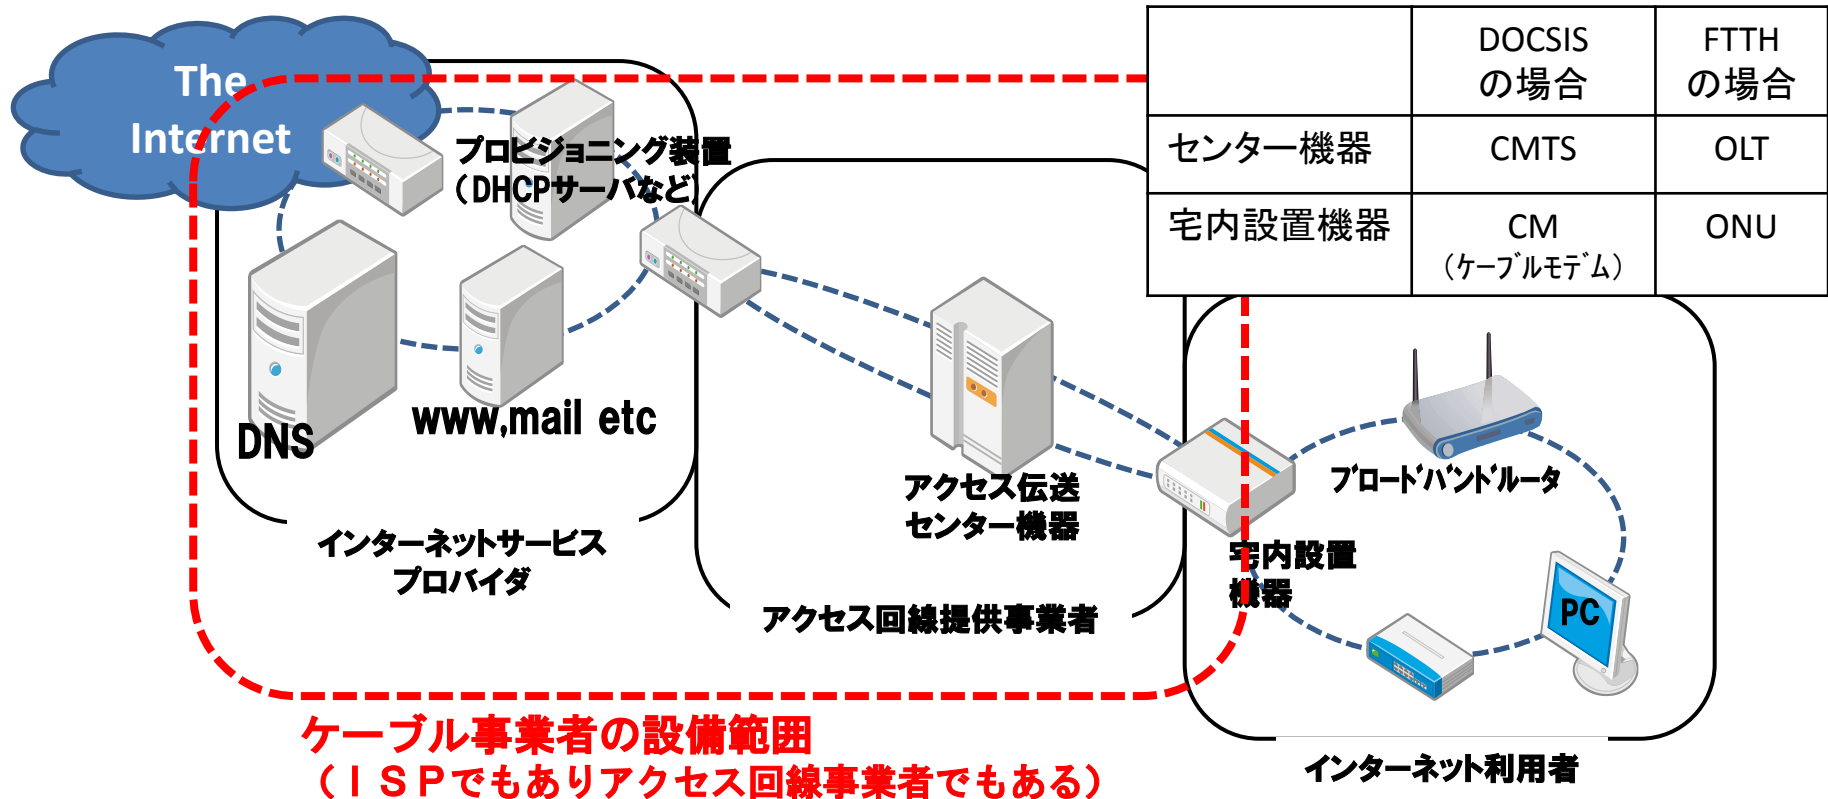 The
Internet
プロビジョニング装置
（DHCPサーバなど）
DNS
www,mail etc
インターネットサービス
プロバイダ
アクセス伝送
センター機器
アクセス回線提供事業者
DOCSIS
の場合
FTTH
の場合
センター機器
CMTS
OLT
宅内設置機器
CM
（ケーブルモデム）
ONU
ブロードバンドルータ
宅内設置
機器
PC
インターネット利用者
ケーブル事業者の設備範囲
（ＩＳＰでもありアクセス回線事業者でもある）